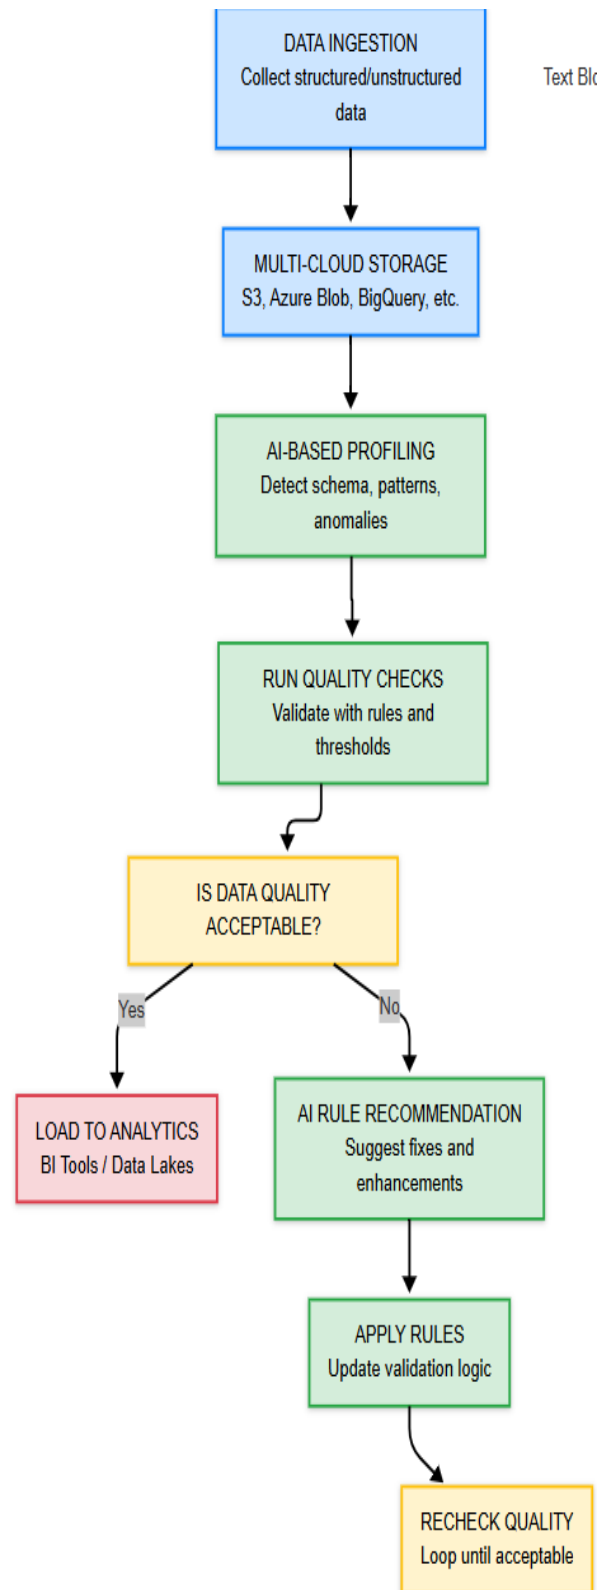 DATA INGESTION
Collect structured/unstructured
data
Text
MULTI-CLOUD STORAGE
S3, Azure Blob, BigQuery, etc.
AI-BASED PROFILING
Detect schema, patterns,
anomalies
RUN QUALITY CHECKS
Validate with rules and
thresholds
IS DATA QUALITY
ACCEPTABLE?
Yes
No
LOAD TO ANALYTICS
BI Tools / Data Lakes
AI RULE RECOMMENDATION
Suggest fixes and
enhancements
APPLY RULES
Update validation logic
RECHECK QUALITY
Loop until acceptable